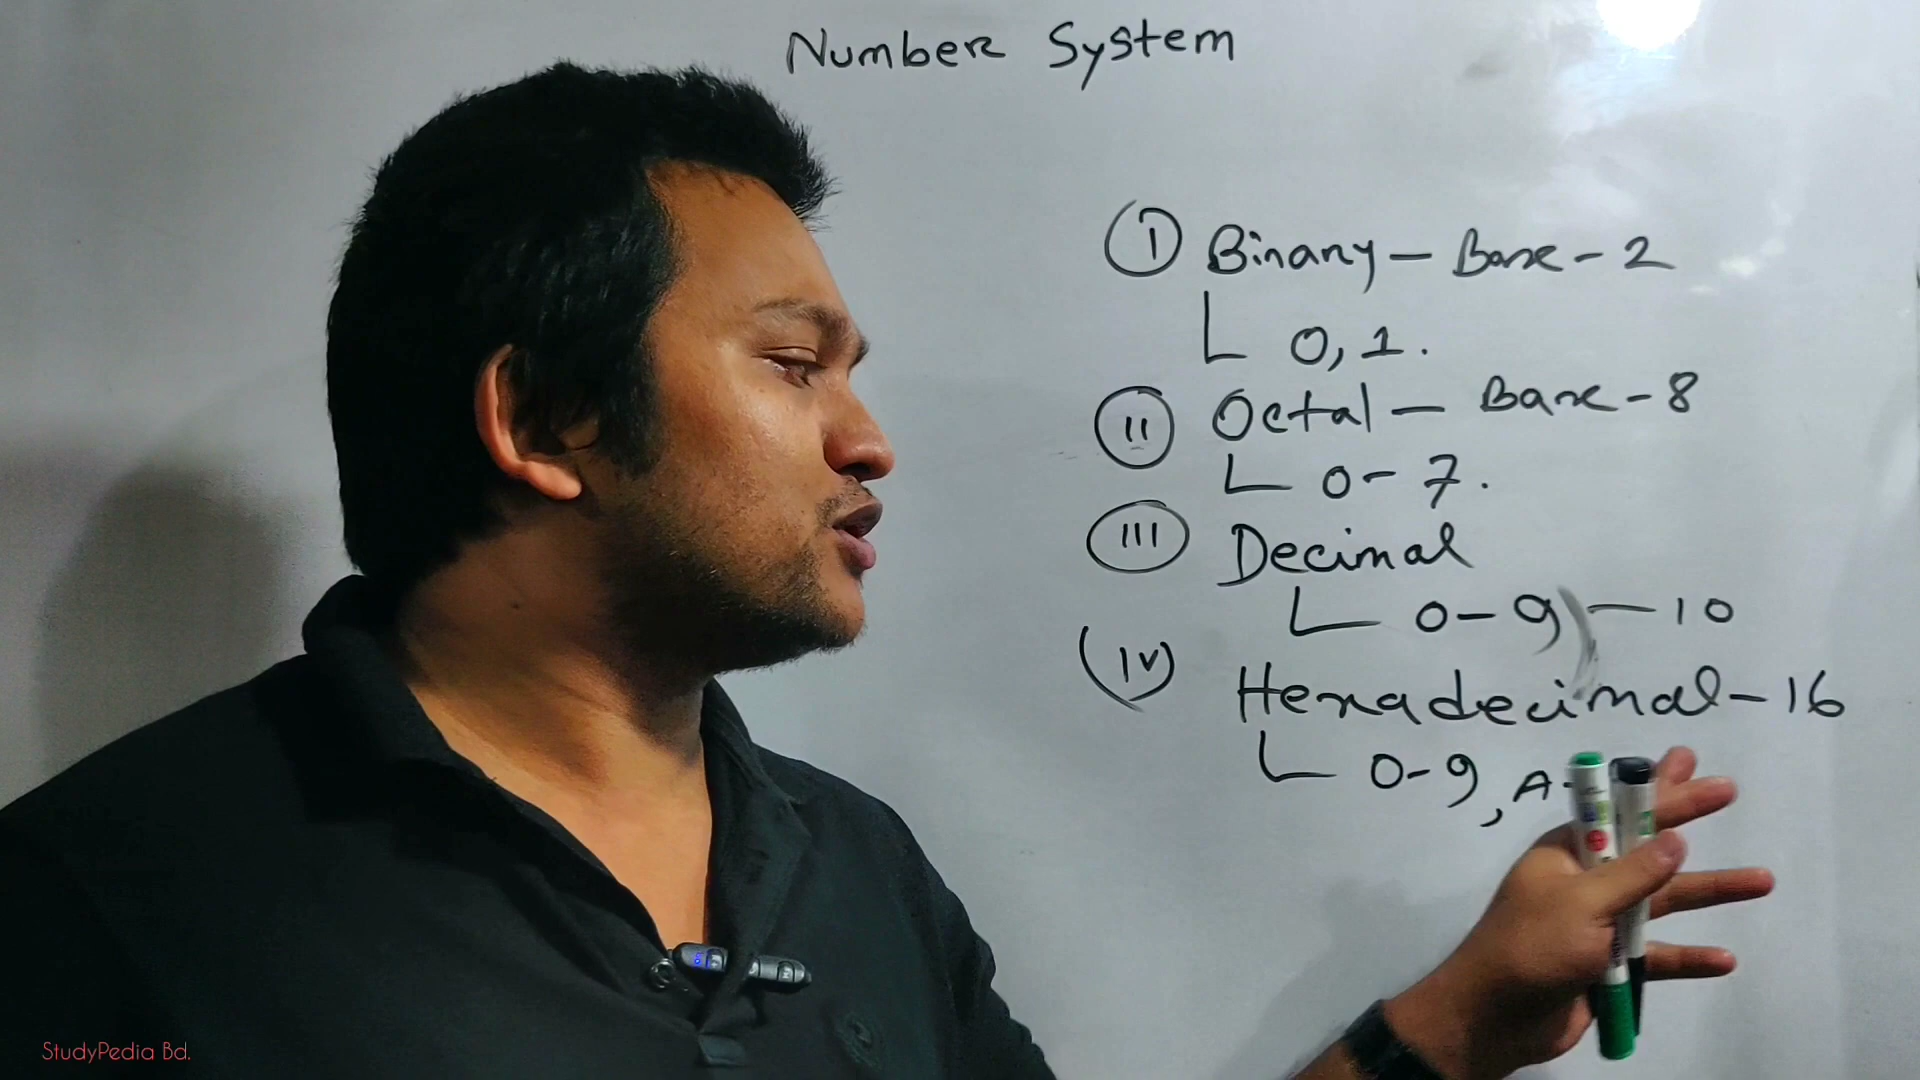 Number System
(I) Binary - Base - 2
0, 1.
(II) Octal - Base - 8
0 - 7.
(III) Decimal
0 - 9 - 10
(IV) Hexadecimal - 16
0 - 9, A -
StudyPedia Bd.